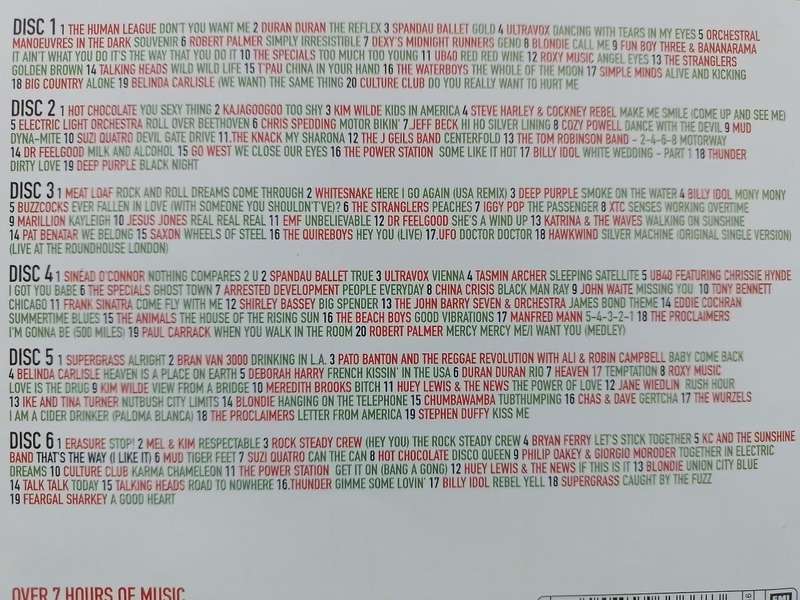 DISC 1 1 THE HUMAN LEAGUE DON'T YOU WANT ME 2 DURAN DURAN THE REFLEX 3 SPANDAU BALLET GOLD 4 ULTRAVOX DANCING WITH TEARS IN MY EYES 5 ORCHESTRAL
MANOEUVRES IN THE DARK SOUVENIR 6 ROBERT PALMER SIMPLY IRRESISTIBLE 7 DEXY'S MIDNIGHT RUNNERS GENO 8 BLONDIE CALL ME 9 FUN BOY THREE & BANANARAMA
IT AIN'T WHAT YOU DO IT'S THE WAY THAT YOU DO IT 10 THE SPECIALS TOO MUCH TOO YOUNG 11 UB40 RED RED WINE 12 ROXY MUSIC ANGEL EYES 13 THE STRANGLERS
GOLDEN BROWN 14 TALKING HEADS WILD WILD LIFE 15 T'PAU CHINA IN YOUR HAND 16 THE WATERBOYS THE WHOLE OF THE MOON 17 SIMPLE MINDS ALIVE AND KICKING
18 BIG COUNTRY ALONE 19 BELINDA CARLISLE (WE WANT) THE SAME THING 20 CULTURE CLUB DO YOU REALLY WANT TO HURT ME
DISC 2 1 HOT CHOCOLATE YOU SEXY THING 2 KAJAGOOGOO TOO SHY 3 KIM WILDE KIDS IN AMERICA 4 STEVE HARLEY & COCKNEY REBEL MAKE ME SMILE (COME UP AND SEE ME)
5 ELECTRIC LIGHT ORCHESTRA ROLL OVER BEETHOVEN 6 CHRIS SPEDDING MOTOR BIKIN' 7.JEFF BECK HI HO SILVER LINING 8 COZY POWELL DANCE WITH THE DEVIL 9 MUD
DYNA-MITE 10 SUZI QUATRO DEVIL GATE DRIVE 11.THE KNACK MY SHARONA 12 THE J GEILS BAND CENTERFOLD 13 THE TOM ROBINSON BAND - 2-4-6-8 MOTORWAY
14 DR FEELGOOD MILK AND ALCOHOL 15 GO WEST WE CLOSE OUR EYES 16 THE POWER STATION SOME LIKE IT HOT 17 BILLY IDOL WHITE WEDDING - PART 1 18 THUNDER
DIRTY LOVE 19 DEEP PURPLE BLACK NIGHT
DISC 3 1 MEAT LOAF ROCK AND ROLL DREAMS COME THROUGH 2 WHITESNAKE HERE I GO AGAIN (USA REMIX) 3 DEEP PURPLE SMOKE ON THE WATER 4 BILLY IDOL MONY MONY
5 BUZZCOCKS EVER FALLEN IN LOVE (WITH SOMEONE YOU SHOULDN'T'VE)? 6 THE STRANGLERS PEACHES 7 IGGY POP THE PASSENGER 8 XTC SENSES WORKING OVERTIME
9 MARILLION KAYLEIGH 10 JESUS JONES REAL REAL REAL 11 EMF UNBELIEVABLE 12 DR FEELGOOD SHE'S A WIND UP 13 KATRINA & THE WAVES WALKING ON SUNSHINE
14 PAT BENATAR WE BELONG 15 SAXON WHEELS OF STEEL 16 THE QUIREBOYS HEY YOU (LIVE) 17.UFO DOCTOR DOCTOR 18 HAWKWIND SILVER MACHINE (ORIGINAL SINGLE VERSION)
(LIVE AT THE ROUNDHOUSE LONDON)
DISC 4 1 SINÉAD O'CONNOR NOTHING COMPARES 2 U 2 SPANDAU BALLET TRUE 3 ULTRAVOX VIENNA 4 TASMIN ARCHER SLEEPING SATELLITE 5 UB40 FEATURING CHRISSIE HYNDE
I GOT YOU BABE 6 THE SPECIALS GHOST TOWN 7 ARRESTED DEVELOPMENT PEOPLE EVERYDAY 8 CHINA CRISIS BLACK MAN RAY 9 JOHN WAITE MISSING YOU 10 TONY BENNETT
CHICAGO 11 FRANK SINATRA COME FLY WITH ME 12 SHIRLEY BASSEY BIG SPENDER 13 THE JOHN BARRY SEVEN & ORCHESTRA JAMES BOND THEME 14 EDDIE COCHRAN
SUMMERTIME BLUES 15 THE ANIMALS THE HOUSE OF THE RISING SUN 16 THE BEACH BOYS GOOD VIBRATIONS 17 MANFRED MANN 5-4-3-2-1 18 THE PROCLAIMERS
I'M GONNA BE (500 MILES) 19 PAUL CARRACK WHEN YOU WALK IN THE ROOM 20 ROBERT PALMER MERCY MERCY ME/I WANT YOU (MEDLEY)
DISC 5 1 SUPERGRASS ALRIGHT 2 BRAN VAN 3000 DRINKING IN L.A. 3 PATO BANTON AND THE REGGAE REVOLUTION WITH ALI & ROBIN CAMPBELL BABY COME BACK
4 BELINDA CARLISLE HEAVEN IS A PLACE ON EARTH 5 DEBORAH HARRY FRENCH KISSIN' IN THE USA 6 DURAN DURAN RIO 7 HEAVEN 17 TEMPTATION 8 ROXY MUSIC
LOVE IS THE DRUG 9 KIM WILDE VIEW FROM A BRIDGE 10 MEREDITH BROOKS BITCH 11 HUEY LEWIS & THE NEWS THE POWER OF LOVE 12 JANE WIEDLIN RUSH HOUR
13 IKE AND TINA TURNER NUTBUSH CITY LIMITS 14 BLONDIE HANGING ON THE TELEPHONE 15 CHUMBAWAMBA TUBTHUMPING 16 CHAS & DAVE GERTCHA 17 THE WURZELS
I AM A CIDER DRINKER (PALOMA BLANCA) 18 THE PROCLAIMERS LETTER FROM AMERICA 19 STEPHEN DUFFY KISS ME
DISC 6 1 ERASURE STOP! 2 MEL & KIM RESPECTABLE 3 ROCK STEADY CREW (HEY YOU) THE ROCK STEADY CREW 4 BRYAN FERRY LET'S STICK TOGETHER 5 KC AND THE SUNSHINE
BAND THAT'S THE WAY (I LIKE IT) 6 MUD TIGER FEET 7 SUZI QUATRO CAN THE CAN 8 HOT CHOCOLATE DISCO QUEEN 9 PHILIP OAKEY & GIORGIO MORODER TOGETHER IN ELECTRIC
DREAMS 10 CULTURE CLUB KARMA CHAMELEON 11 THE POWER STATION GET IT ON (BANG A GONG) 12 HUEY LEWIS & THE NEWS IF THIS IS IT 13 BLONDIE UNION CITY BLUE
14 TALK TALK TODAY 15 TALKING HEADS ROAD TO NOWHERE 16.THUNDER GIMME SOME LOVIN' 17 BILLY IDOL REBEL YELL 18 SUPERGRASS CAUGHT BY THE FUZZ
19 FEARGAL SHARKEY A GOOD HEART
OVER 7 HOURS OF MUSIC
EMI